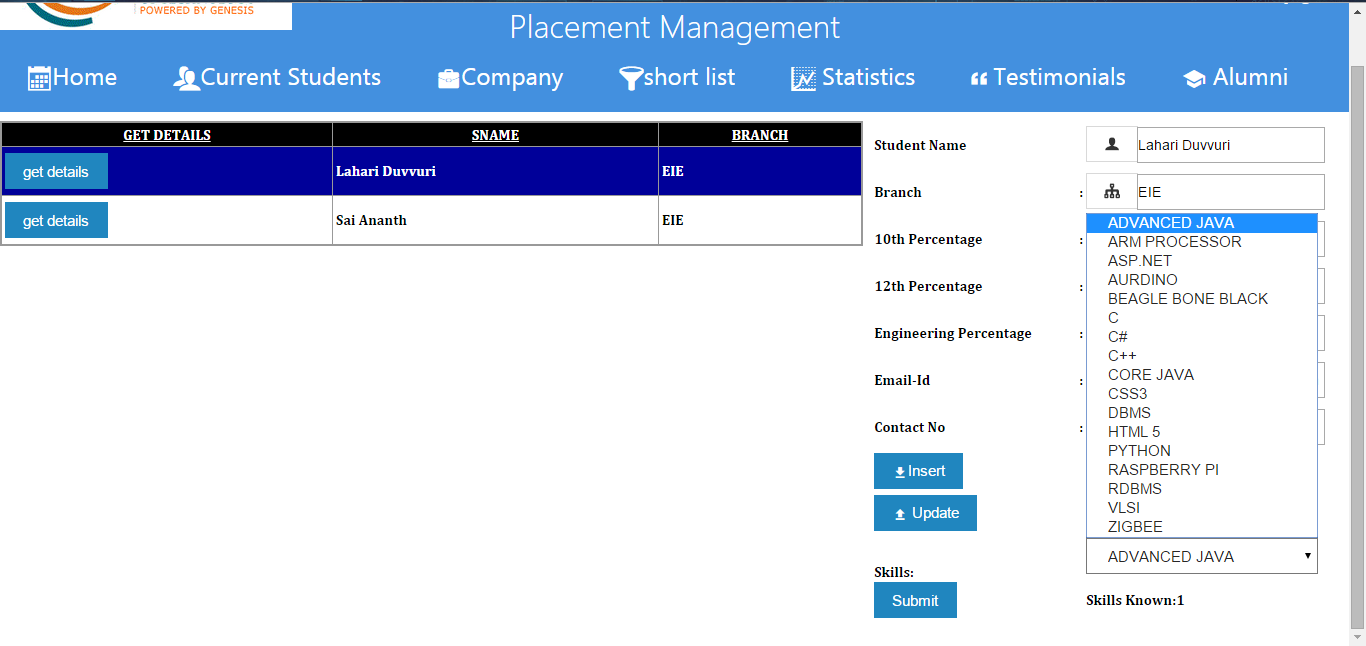 POWERED BY GENESIS
Placement Management
Home Current Students Company short list Statistics Testimonials Alumni
GET DETAILS SNAME BRANCH
get details Lahari Duvvuri EIE
get details Sai Ananth EIE
Student Name Lahari Duvvuri
Branch : EIE
10th Percentage :
12th Percentage :
Engineering Percentage :
Email-Id :
Contact No :
Insert
Update
ADVANCED JAVA
ARM PROCESSOR
ASP.NET
AURDINO
BEAGLE BONE BLACK
C
C#
C++
CORE JAVA
CSS3
DBMS
HTML 5
PYTHON
RASPBERRY PI
RDBMS
VLSI
ZIGBEE
Skills: ADVANCED JAVA
Submit
Skills Known:1